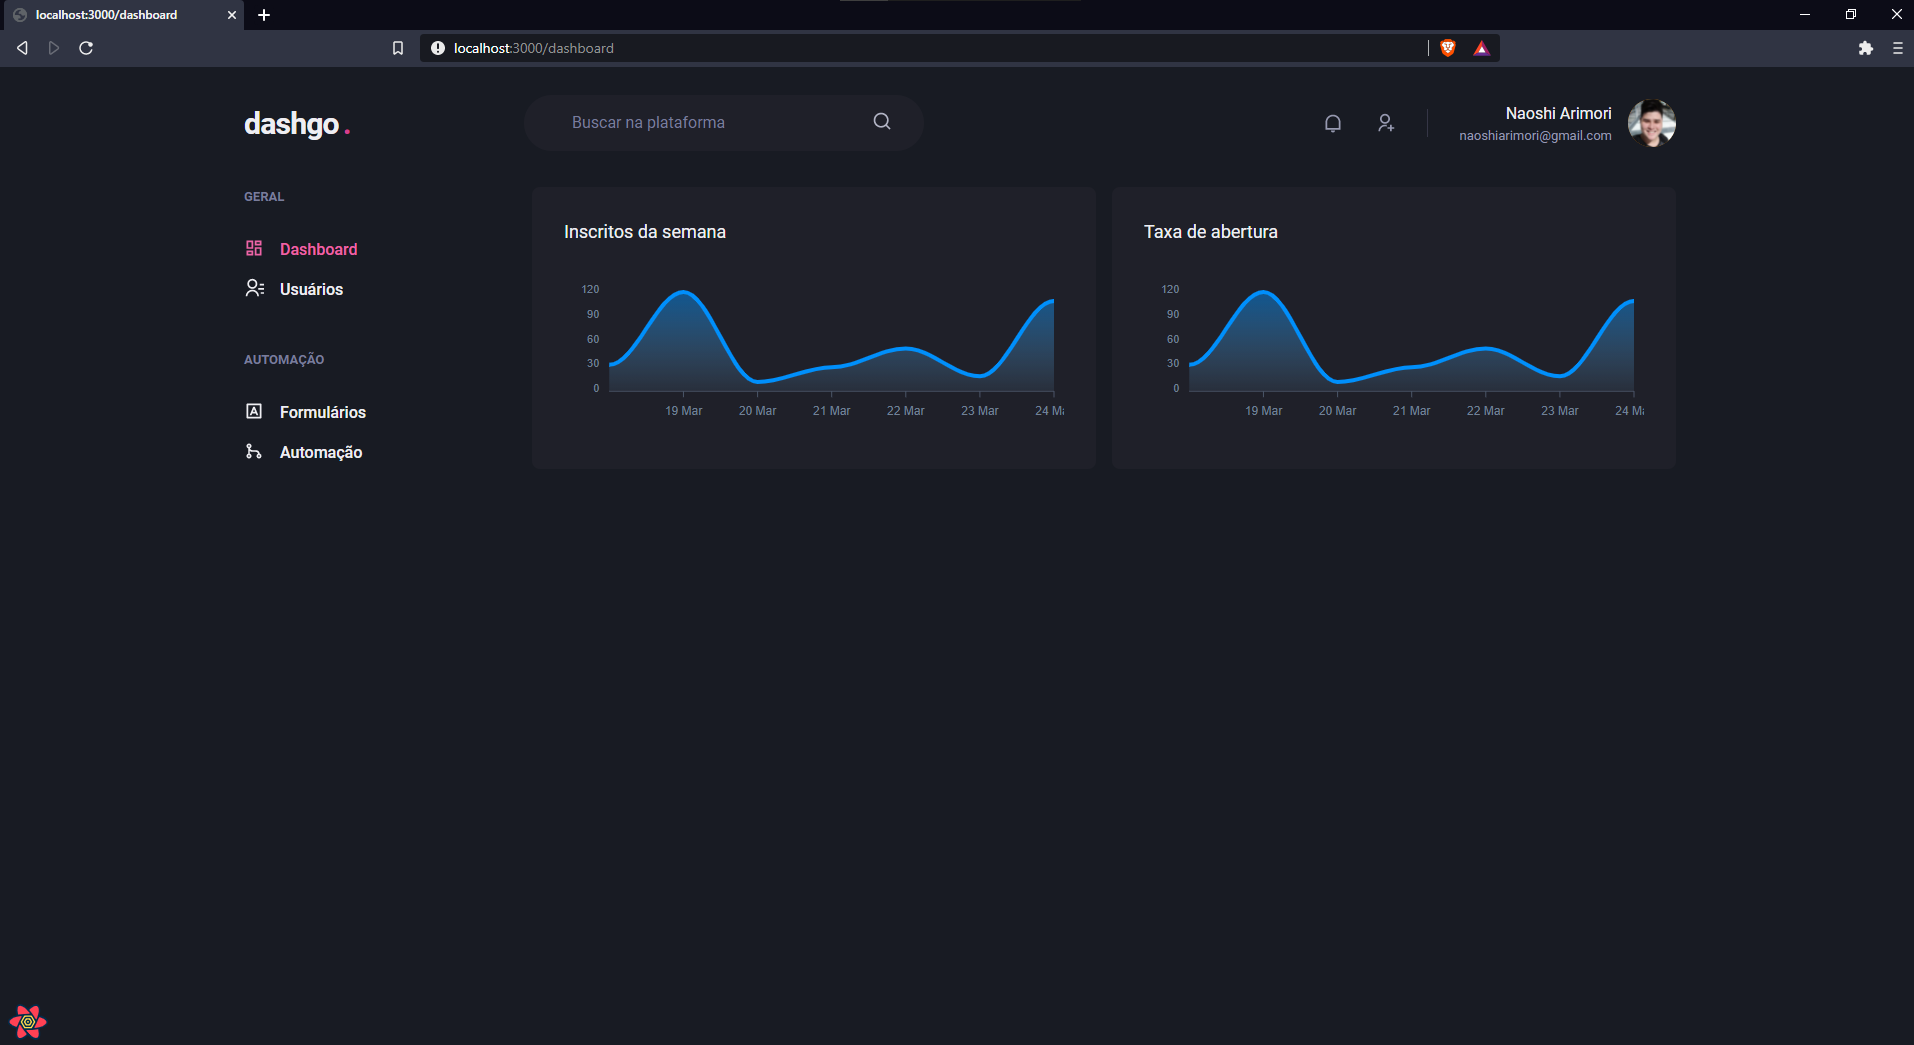 localhost:3000/dashboard
localhost:3000/dashboard
dashgo.
Buscar na plataforma
Naoshi Arimori
naoshiarimori@gmail.com
GERAL
Dashboard
Usuários
AUTOMAÇÃO
Formulários
Automação
Inscritos da semana
120
90
60
30
0
19 Mar 20 Mar 21 Mar 22 Mar 23 Mar 24 Ma
Taxa de abertura
120
90
60
30
0
19 Mar 20 Mar 21 Mar 22 Mar 23 Mar 24 Ma